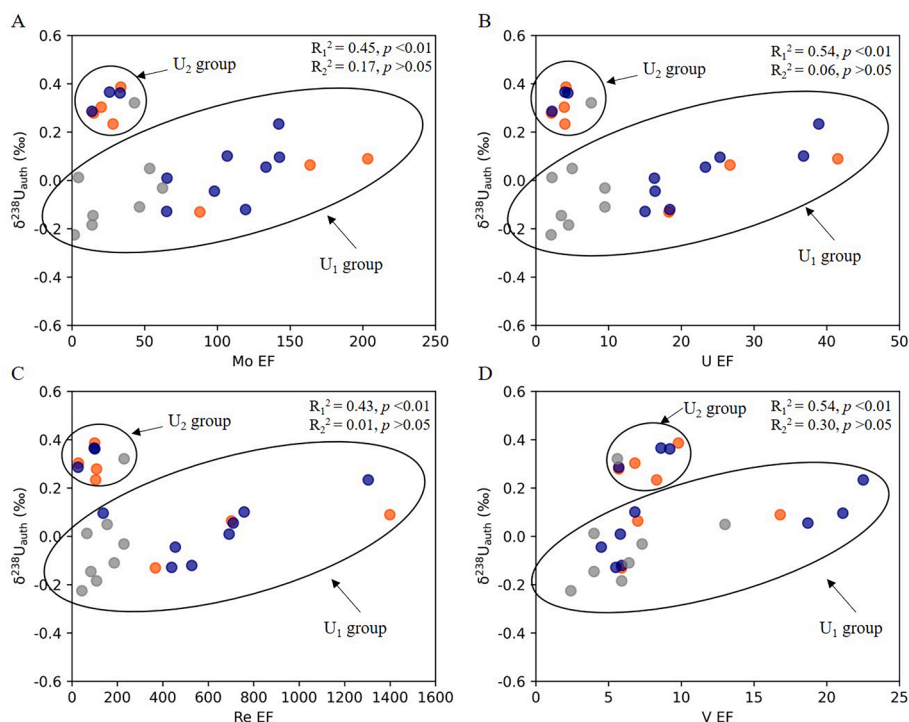 A
0.6
0.4
0.2
0.0
-0.2
-0.4
-0.6
δ²³⁸U_auth (‰)
0 50 100 150 200 250
Mo EF
R₁² = 0.45, p <0.01
R₂² = 0.17, p >0.05
U₂ group
U₁ group
B
0.6
0.4
0.2
0.0
-0.2
-0.4
-0.6
δ²³⁸U_auth (‰)
0 10 20 30 40 50
U EF
R₁² = 0.54, p <0.01
R₂² = 0.06, p >0.05
U₂ group
U₁ group
C
0.6
0.4
0.2
0.0
-0.2
-0.4
-0.6
δ²³⁸U_auth (‰)
0 200 400 600 800 1000 1200 1400 1600
Re EF
R₁² = 0.43, p <0.01
R₂² = 0.01, p >0.05
U₂ group
U₁ group
D
0.6
0.4
0.2
0.0
-0.2
-0.4
-0.6
δ²³⁸U_auth (‰)
0 5 10 15 20 25
V EF
R₁² = 0.54, p <0.01
R₂² = 0.30, p >0.05
U₂ group
U₁ group